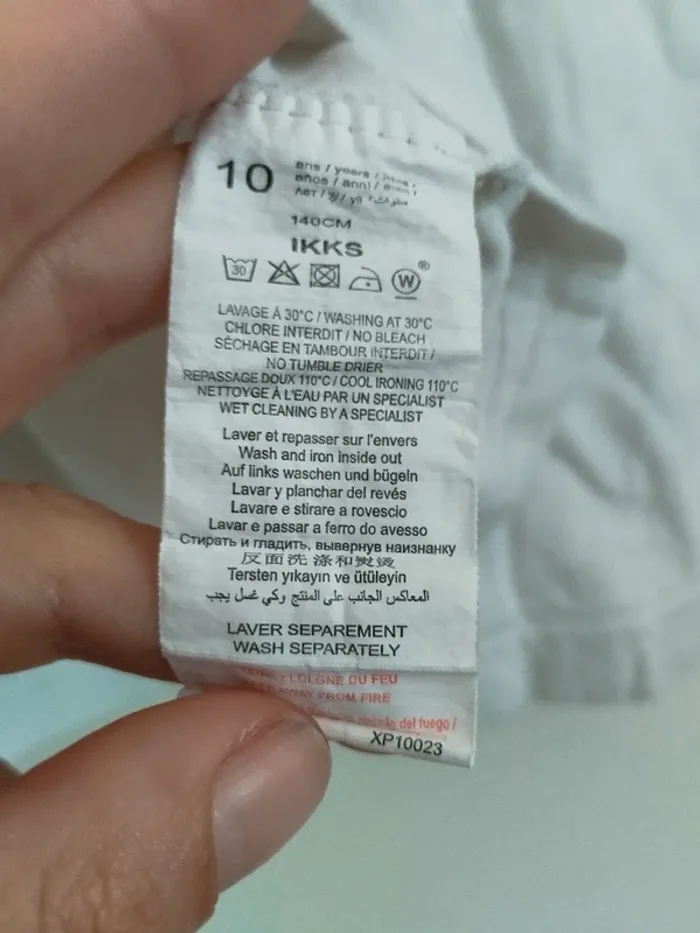 10
ans / years /
años / anni /
лет / yıl /
140CM
IKKS
30
W®
LAVAGE À 30°C / WASHING AT 30°C
CHLORE INTERDIT / NO BLEACH
SÉCHAGE EN TAMBOUR INTERDIT /
NO TUMBLE DRIER
REPASSAGE DOUX 110°C / COOL IRONING 110°C
NETTOYGE À L'EAU PAR UN SPECIALIST
WET CLEANING BY A SPECIALIST
Laver et repasser sur l'envers
Wash and iron inside out
Auf links waschen und bügeln
Lavar y planchar del revés
Lavare e stirare a rovescio
Lavar e passar a ferro do avesso
Стирать и гладить, вывернув наизнанку
反面洗 涤和熨烫
Tersten yıkayın ve ütüleyin
المعاكس الجانب على المنتج وكي غسل يجب
LAVER SEPAREMENT
WASH SEPARATELY
LOIGNE DU FEU
AWAY FROM FIRE
del fuego /
XP10023